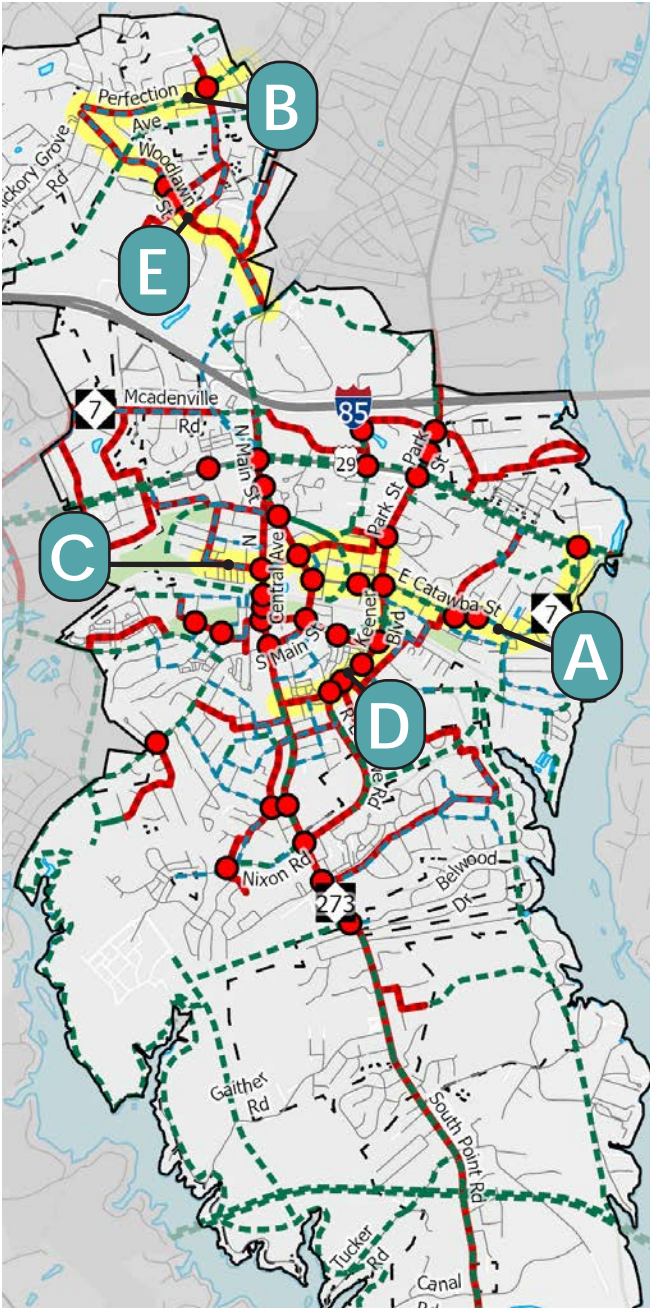 Perfection
Ave
B
Hickory Grove
Rd
Woodlawn
St
E
Mcadenville
Rd
7
85
29
N Main St
Park
St
Park St
N
Central Ave
C
E Catawba St
7
Keener
Blvd
A
S Main St
D
Rd
Nixon Rd
273
Belwood
Dr
Gaither
Rd
South Point Rd
Tucker
Rd
Canal